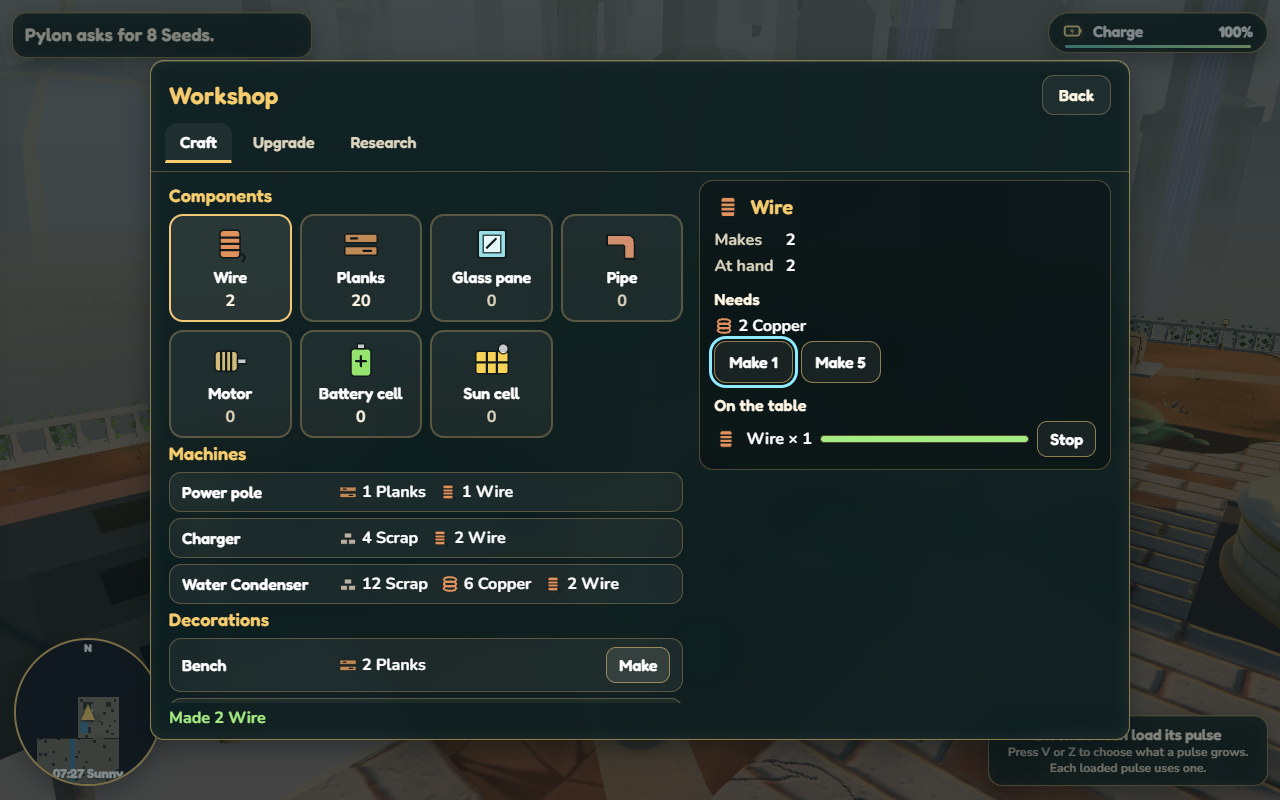 Pylon asks for 8 Seeds.
Charge 100%
Workshop
Back
Craft Upgrade Research
Components
Wire
2
Planks
20
Glass pane
0
Pipe
0
Motor
0
Battery cell
0
Sun cell
0
Machines
Power pole 1 Planks 1 Wire
Charger 4 Scrap 2 Wire
Water Condenser 12 Scrap 6 Copper 2 Wire
Decorations
Bench 2 Planks Make
Made 2 Wire
Wire
Makes 2
At hand 2
Needs
2 Copper
Make 1 Make 5
On the table
Wire × 1 Stop
N
07:27 Sunny
load its pulse
Press V or Z to choose what a pulse grows.
Each loaded pulse uses one.